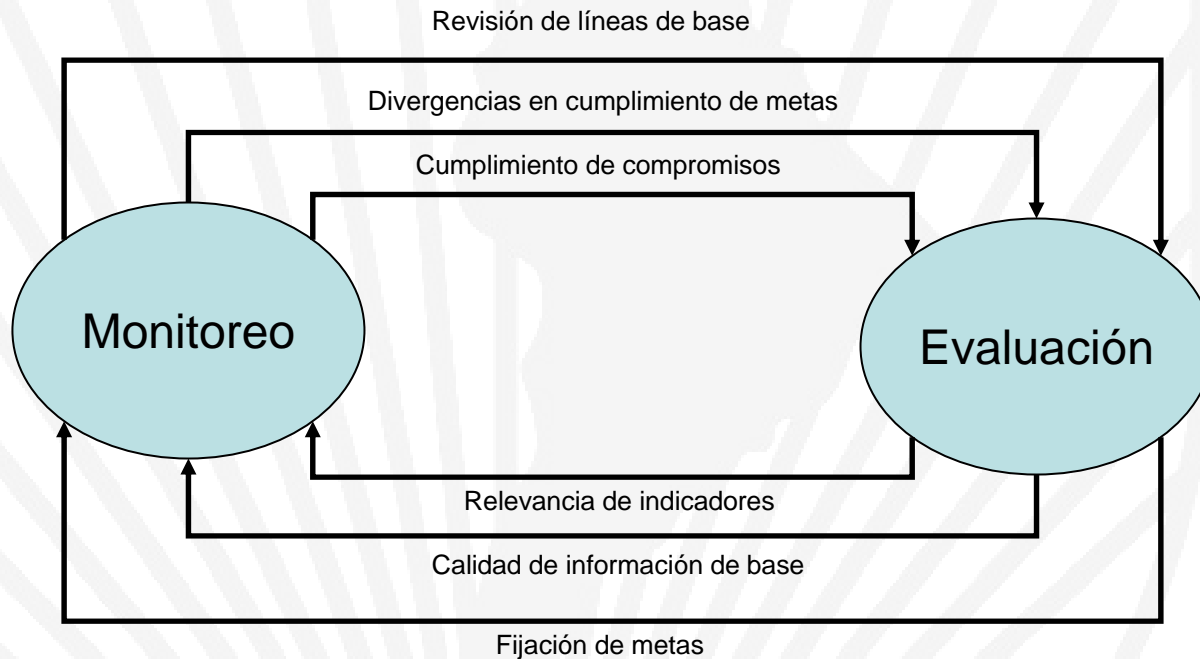 Revisión de líneas de base
Divergencias en cumplimiento de metas
Cumplimiento de compromisos
Monitoreo
Evaluación
Relevancia de indicadores
Calidad de información de base
Fijación de metas